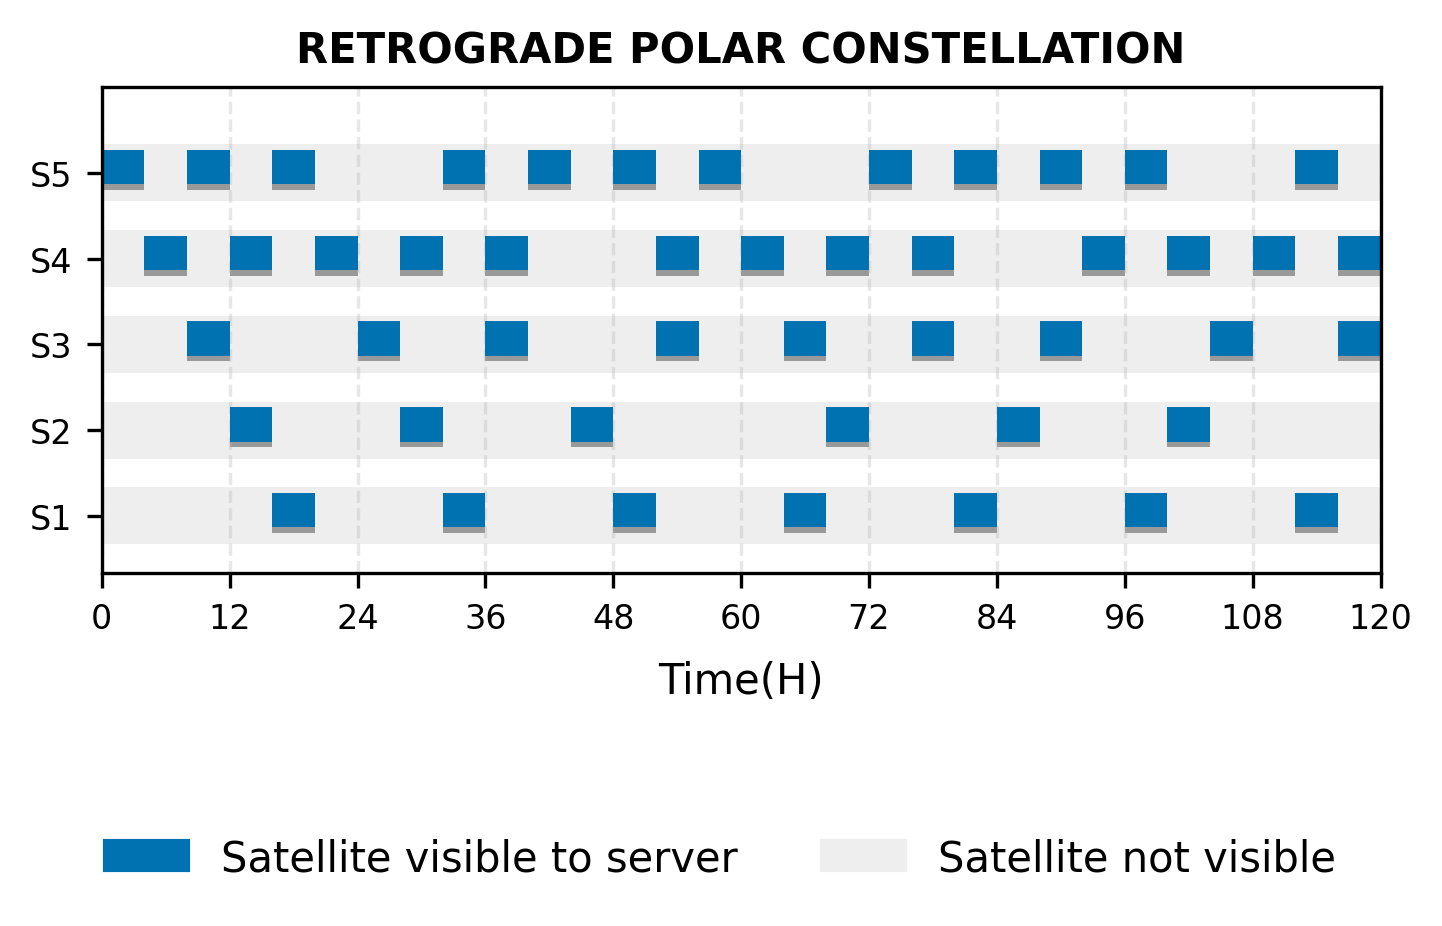 RETROGRADE POLAR CONSTELLATION
S5
S4
S3
S2
S1
0 12 24 36 48 60 72 84 96 108 120
Time(H)
Satellite visible to server Satellite not visible